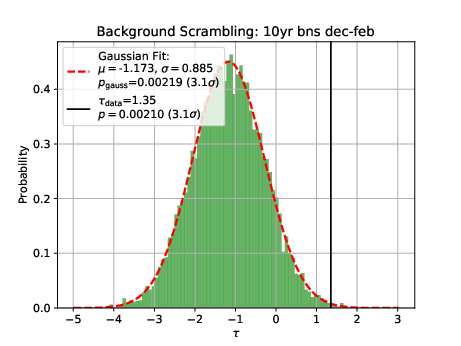 Background Scrambling: 10yr bns dec-feb
Gaussian Fit:
μ=-1.173, σ=0.885
p_gauss=0.00219 (3.1σ)
τ_data=1.35
p=0.00210 (3.1σ)
Probability
0.4
0.3
0.2
0.1
0.0
−5 −4 −3 −2 −1 0 1 2 3
τ